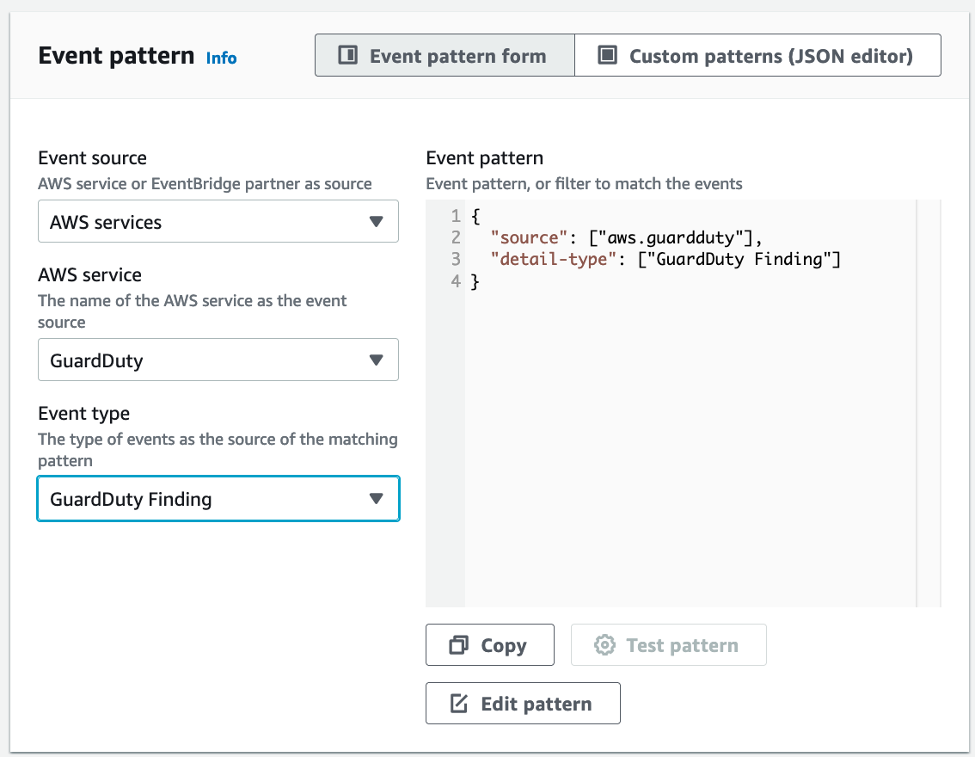 Event pattern Info
Event pattern form
Custom patterns (JSON editor)
Event source
AWS service or EventBridge partner as source
AWS services
AWS service
The name of the AWS service as the event
source
GuardDuty
Event type
The type of events as the source of the matching
pattern
GuardDuty Finding
Event pattern
Event pattern, or filter to match the events
1 {
2   "source": ["aws.guardduty"],
3   "detail-type": ["GuardDuty Finding"]
4 }
Copy
Test pattern
Edit pattern